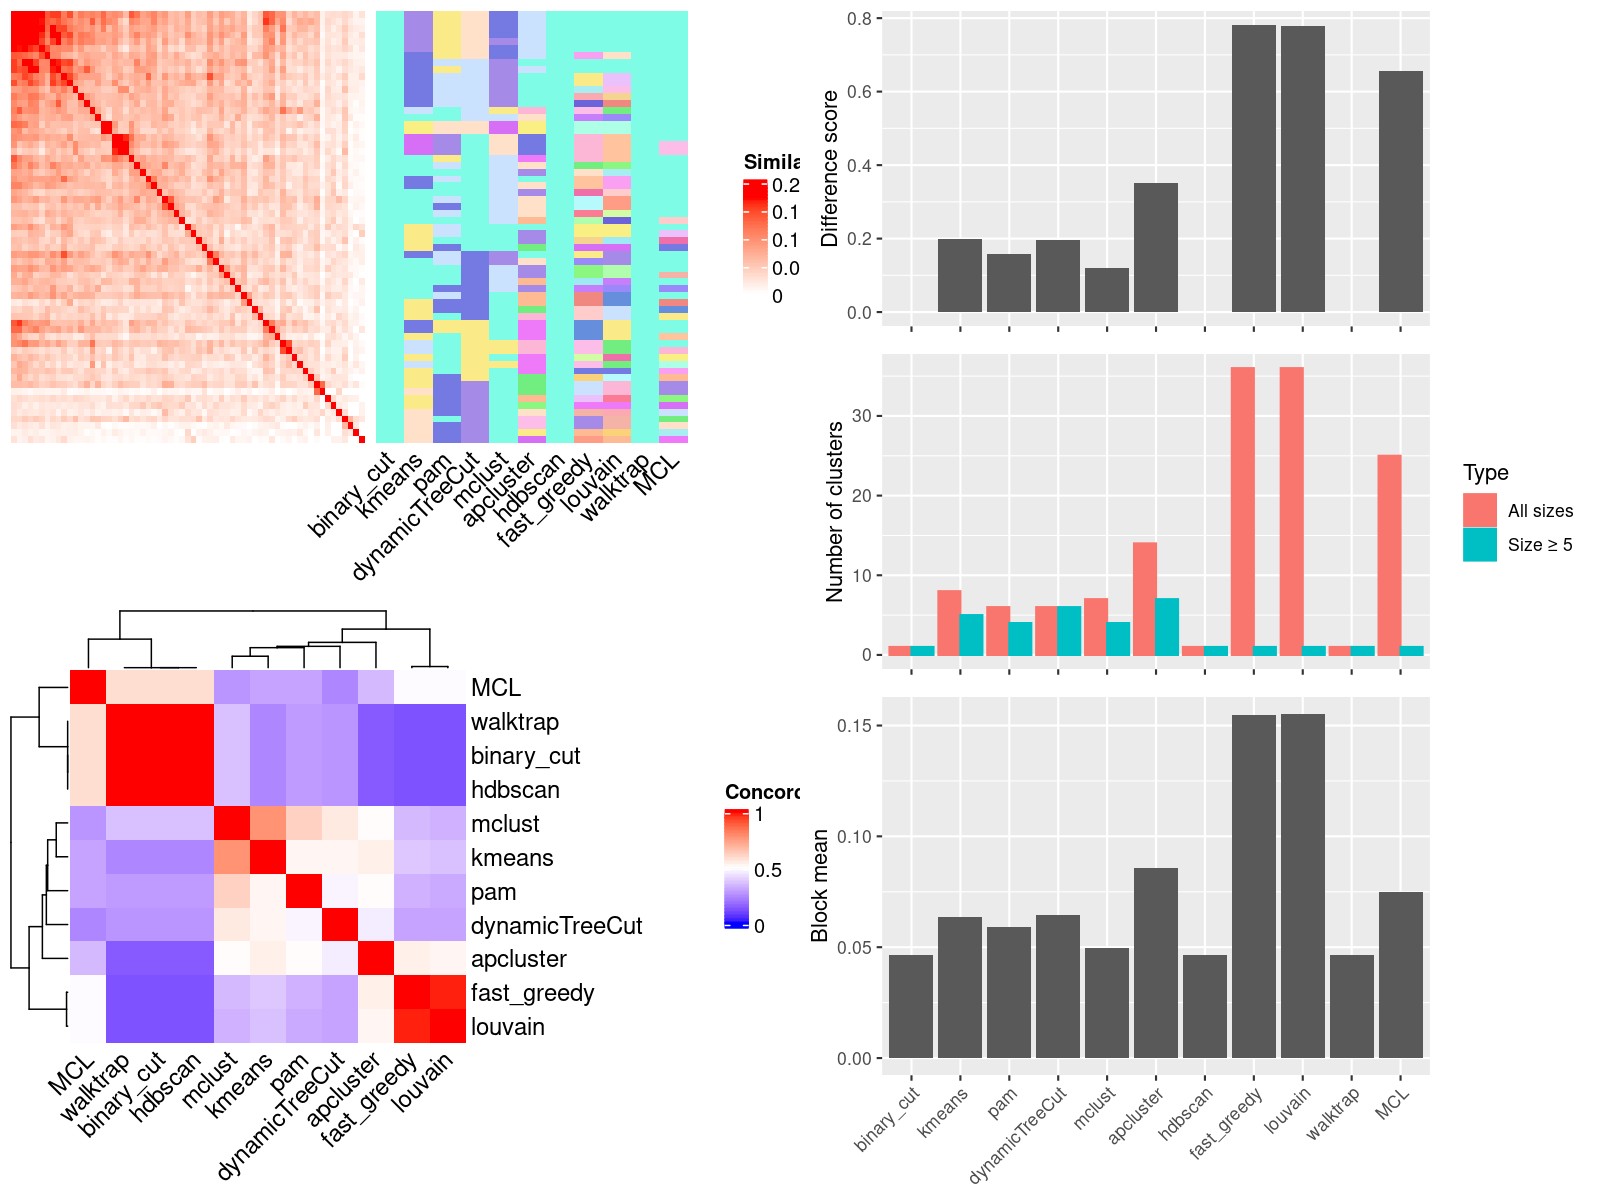 Simila
0.2
0.1
0.1
0.0
0
binary_cut
kmeans
pam
dynamicTreeCut
mclust
apcluster
hdbscan
fast_greedy
louvain
walktrap
MCL
MCL
walktrap
binary_cut
hdbscan
mclust
kmeans
pam
dynamicTreeCut
apcluster
fast_greedy
louvain
MCL
walktrap
binary_cut
hdbscan
mclust
kmeans
pam
dynamicTreeCut
apcluster
fast_greedy
louvain
Concord
1
0.5
0
Difference score
0.8
0.6
0.4
0.2
0.0
Number of clusters
30
20
10
0
Type
All sizes
Size ≥ 5
Block mean
0.15
0.10
0.05
0.00
binary_cut
kmeans
pam
dynamicTreeCut
mclust
apcluster
hdbscan
fast_greedy
louvain
walktrap
MCL